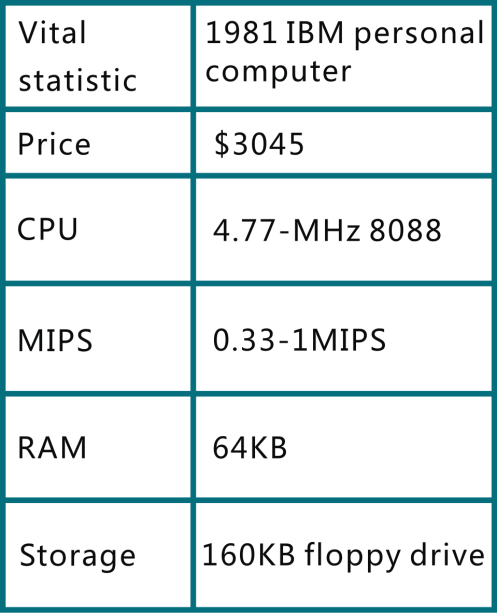 Vital
statistic
1981 IBM personal
computer
Price
$3045
CPU
4.77-MHz 8088
MIPS
0.33-1MIPS
RAM
64KB
Storage
160KB floppy drive